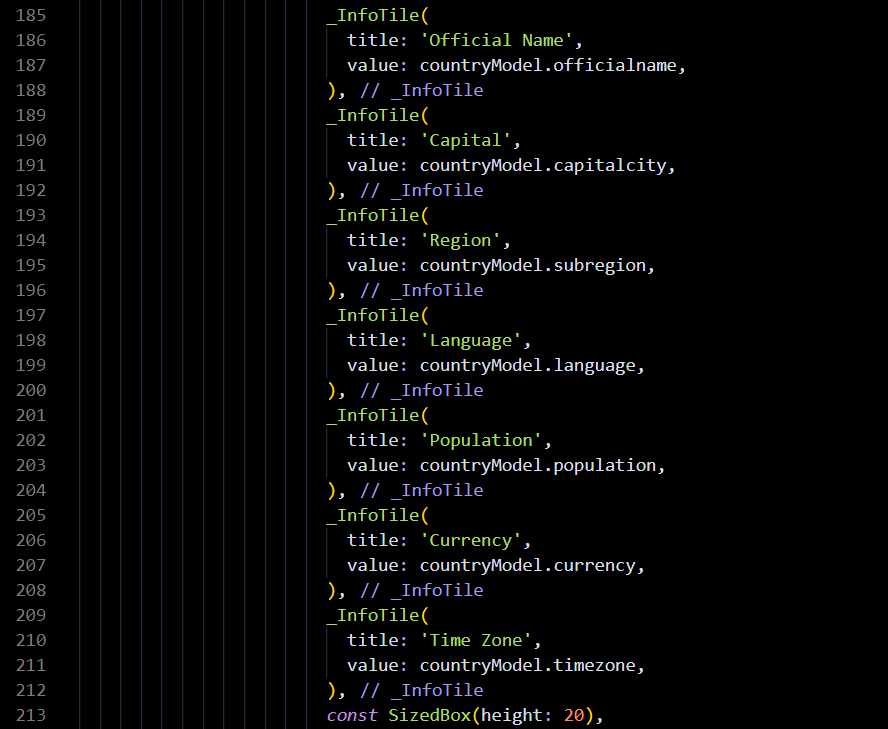 185 _InfoTile(
186 title: 'Official Name',
187 value: countryModel.officialname,
188 ), // _InfoTile
189 _InfoTile(
190 title: 'Capital',
191 value: countryModel.capitalcity,
192 ), // _InfoTile
193 _InfoTile(
194 title: 'Region',
195 value: countryModel.subregion,
196 ), // _InfoTile
197 _InfoTile(
198 title: 'Language',
199 value: countryModel.language,
200 ), // _InfoTile
201 _InfoTile(
202 title: 'Population',
203 value: countryModel.population,
204 ), // _InfoTile
205 _InfoTile(
206 title: 'Currency',
207 value: countryModel.currency,
208 ), // _InfoTile
209 _InfoTile(
210 title: 'Time Zone',
211 value: countryModel.timezone,
212 ), // _InfoTile
213 const SizedBox(height: 20),